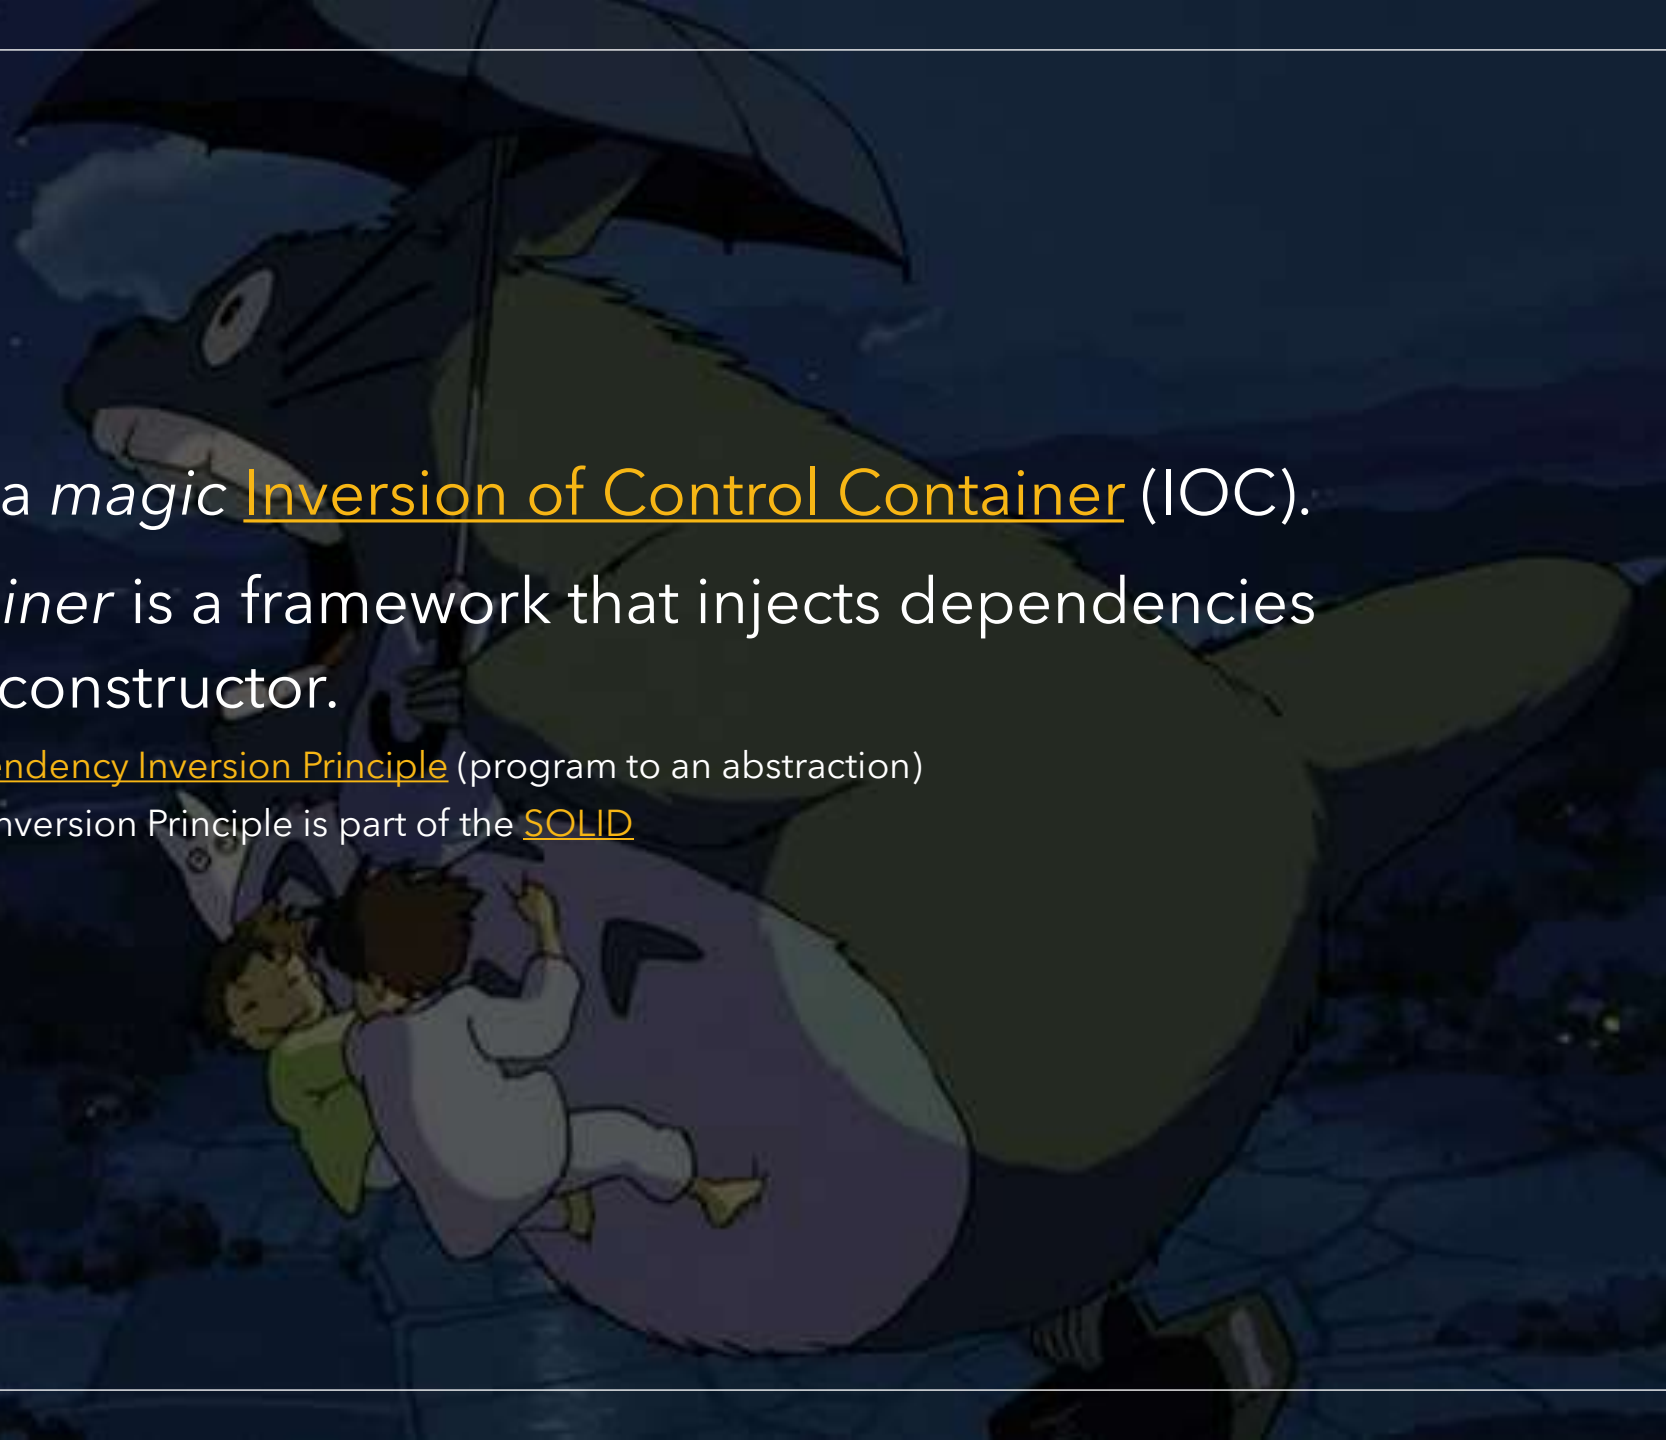 a magic Inversion of Control Container (IOC).
iner is a framework that injects dependencies
constructor.
endency Inversion Principle (program to an abstraction)
nversion Principle is part of the SOLID